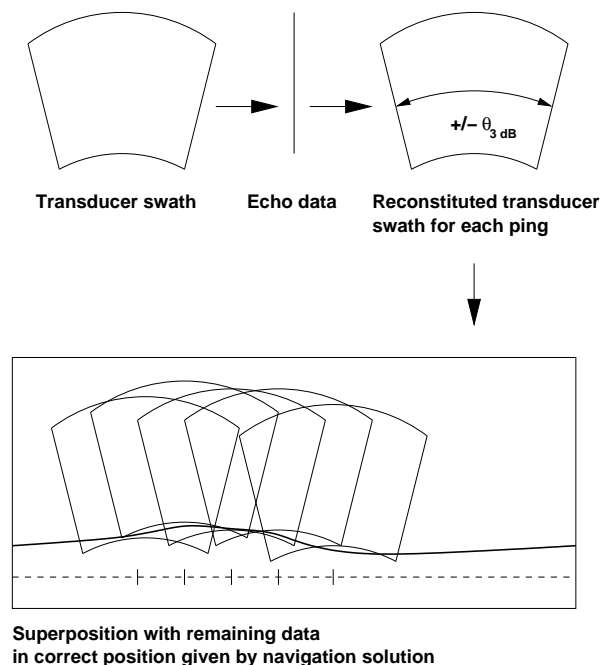 +/− θ3 dB
Transducer swath
Echo data
Reconstituted transducer
swath for each ping
Superposition with remaining data
in correct position given by navigation solution